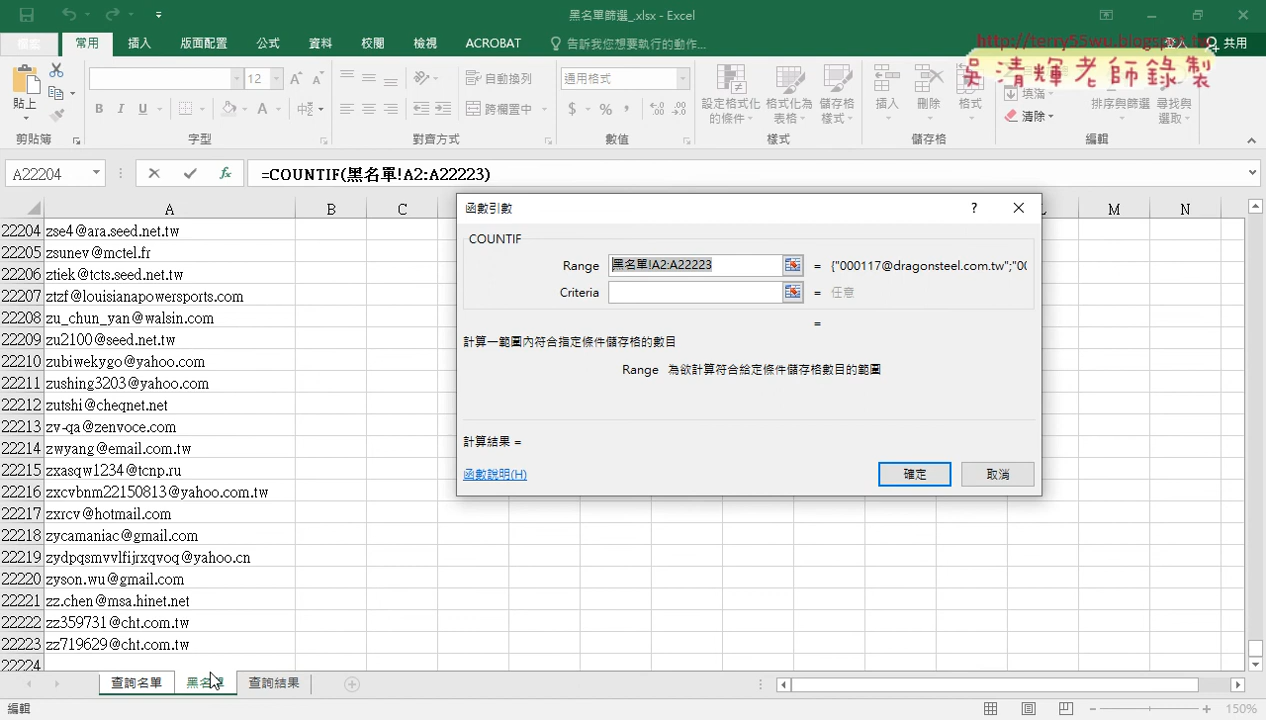 黑名單篩選_.xlsx - Excel
http://terry55wu.blogspot.tw
吳清輝老師錄製
常用 插入 版面配置 公式 資料 校閱 檢視 ACROBAT 告訴我您想要執行的動作... 登入 共用
貼上 12 A A 自動換列 通用格式 設定格式化的條件 格式化為表格 儲存格樣式 插入 刪除 格式 填滿 清除 排序與篩選 尋找與選取
B I U A 中 跨欄置中 $ %
剪貼簿 字型 對齊方式 數值 樣式 儲存格 編輯
A22204 fx =COUNTIF(黑名單!A2:A22223)
A B C L M N
22204 zse4@ara.seed.net.tw
22205 zsunev@mctel.fr
22206 ztiek@tcts.seed.net.tw
22207 ztzf@louisianapowersports.com
22208 zu_chun_yan@walsin.com
22209 zu2100@seed.net.tw
22210 zubiwekygo@yahoo.com
22211 zushing3203@yahoo.com
22212 zutshi@cheqnet.net
22213 zv-qa@zenvoce.com
22214 zwyang@email.com.tw
22215 zxasqw1234@tcnp.ru
22216 zxcvbnm22150813@yahoo.com.tw
22217 zxrcv@hotmail.com
22218 zycamaniac@gmail.com
22219 zydpqsmvvlfijrxqvoq@yahoo.cn
22220 zyson.wu@gmail.com
22221 zz.chen@msa.hinet.net
22222 zz359731@cht.com.tw
22223 zz719629@cht.com.tw
22224
函數引數 ?
COUNTIF
Range 黑名單!A2:A22223 = {"000117@dragonsteel.com.tw";"00
Criteria = 任意
=
計算一範圍內符合指定條件儲存格的數目
Range 為欲計算符合給定條件儲存格數目的範圍
計算結果 =
函數說明(H) 確定 取消
查詢名單 黑名單 查詢結果
編輯 150%